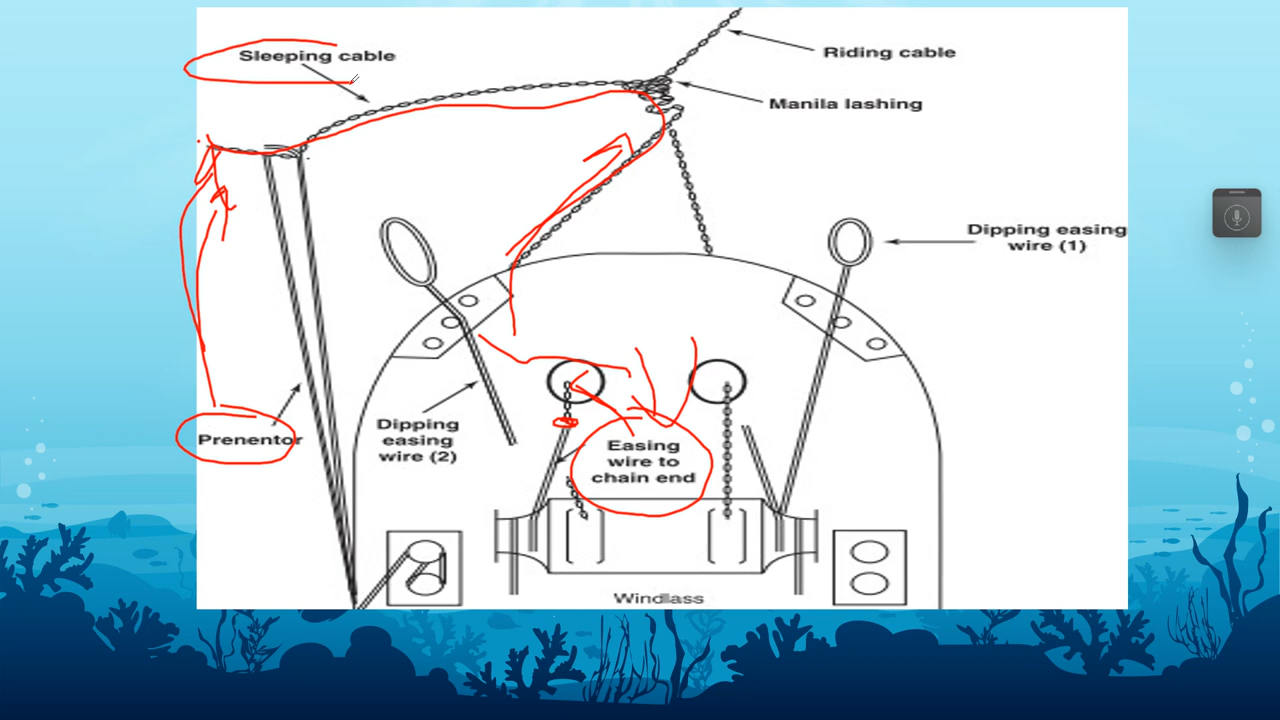 Sleeping cable
Riding cable
Manila lashing
Dipping easing
wire (1)
Prenentor
Dipping
easing
wire (2)
Easing
wire to
chain end
Windlass